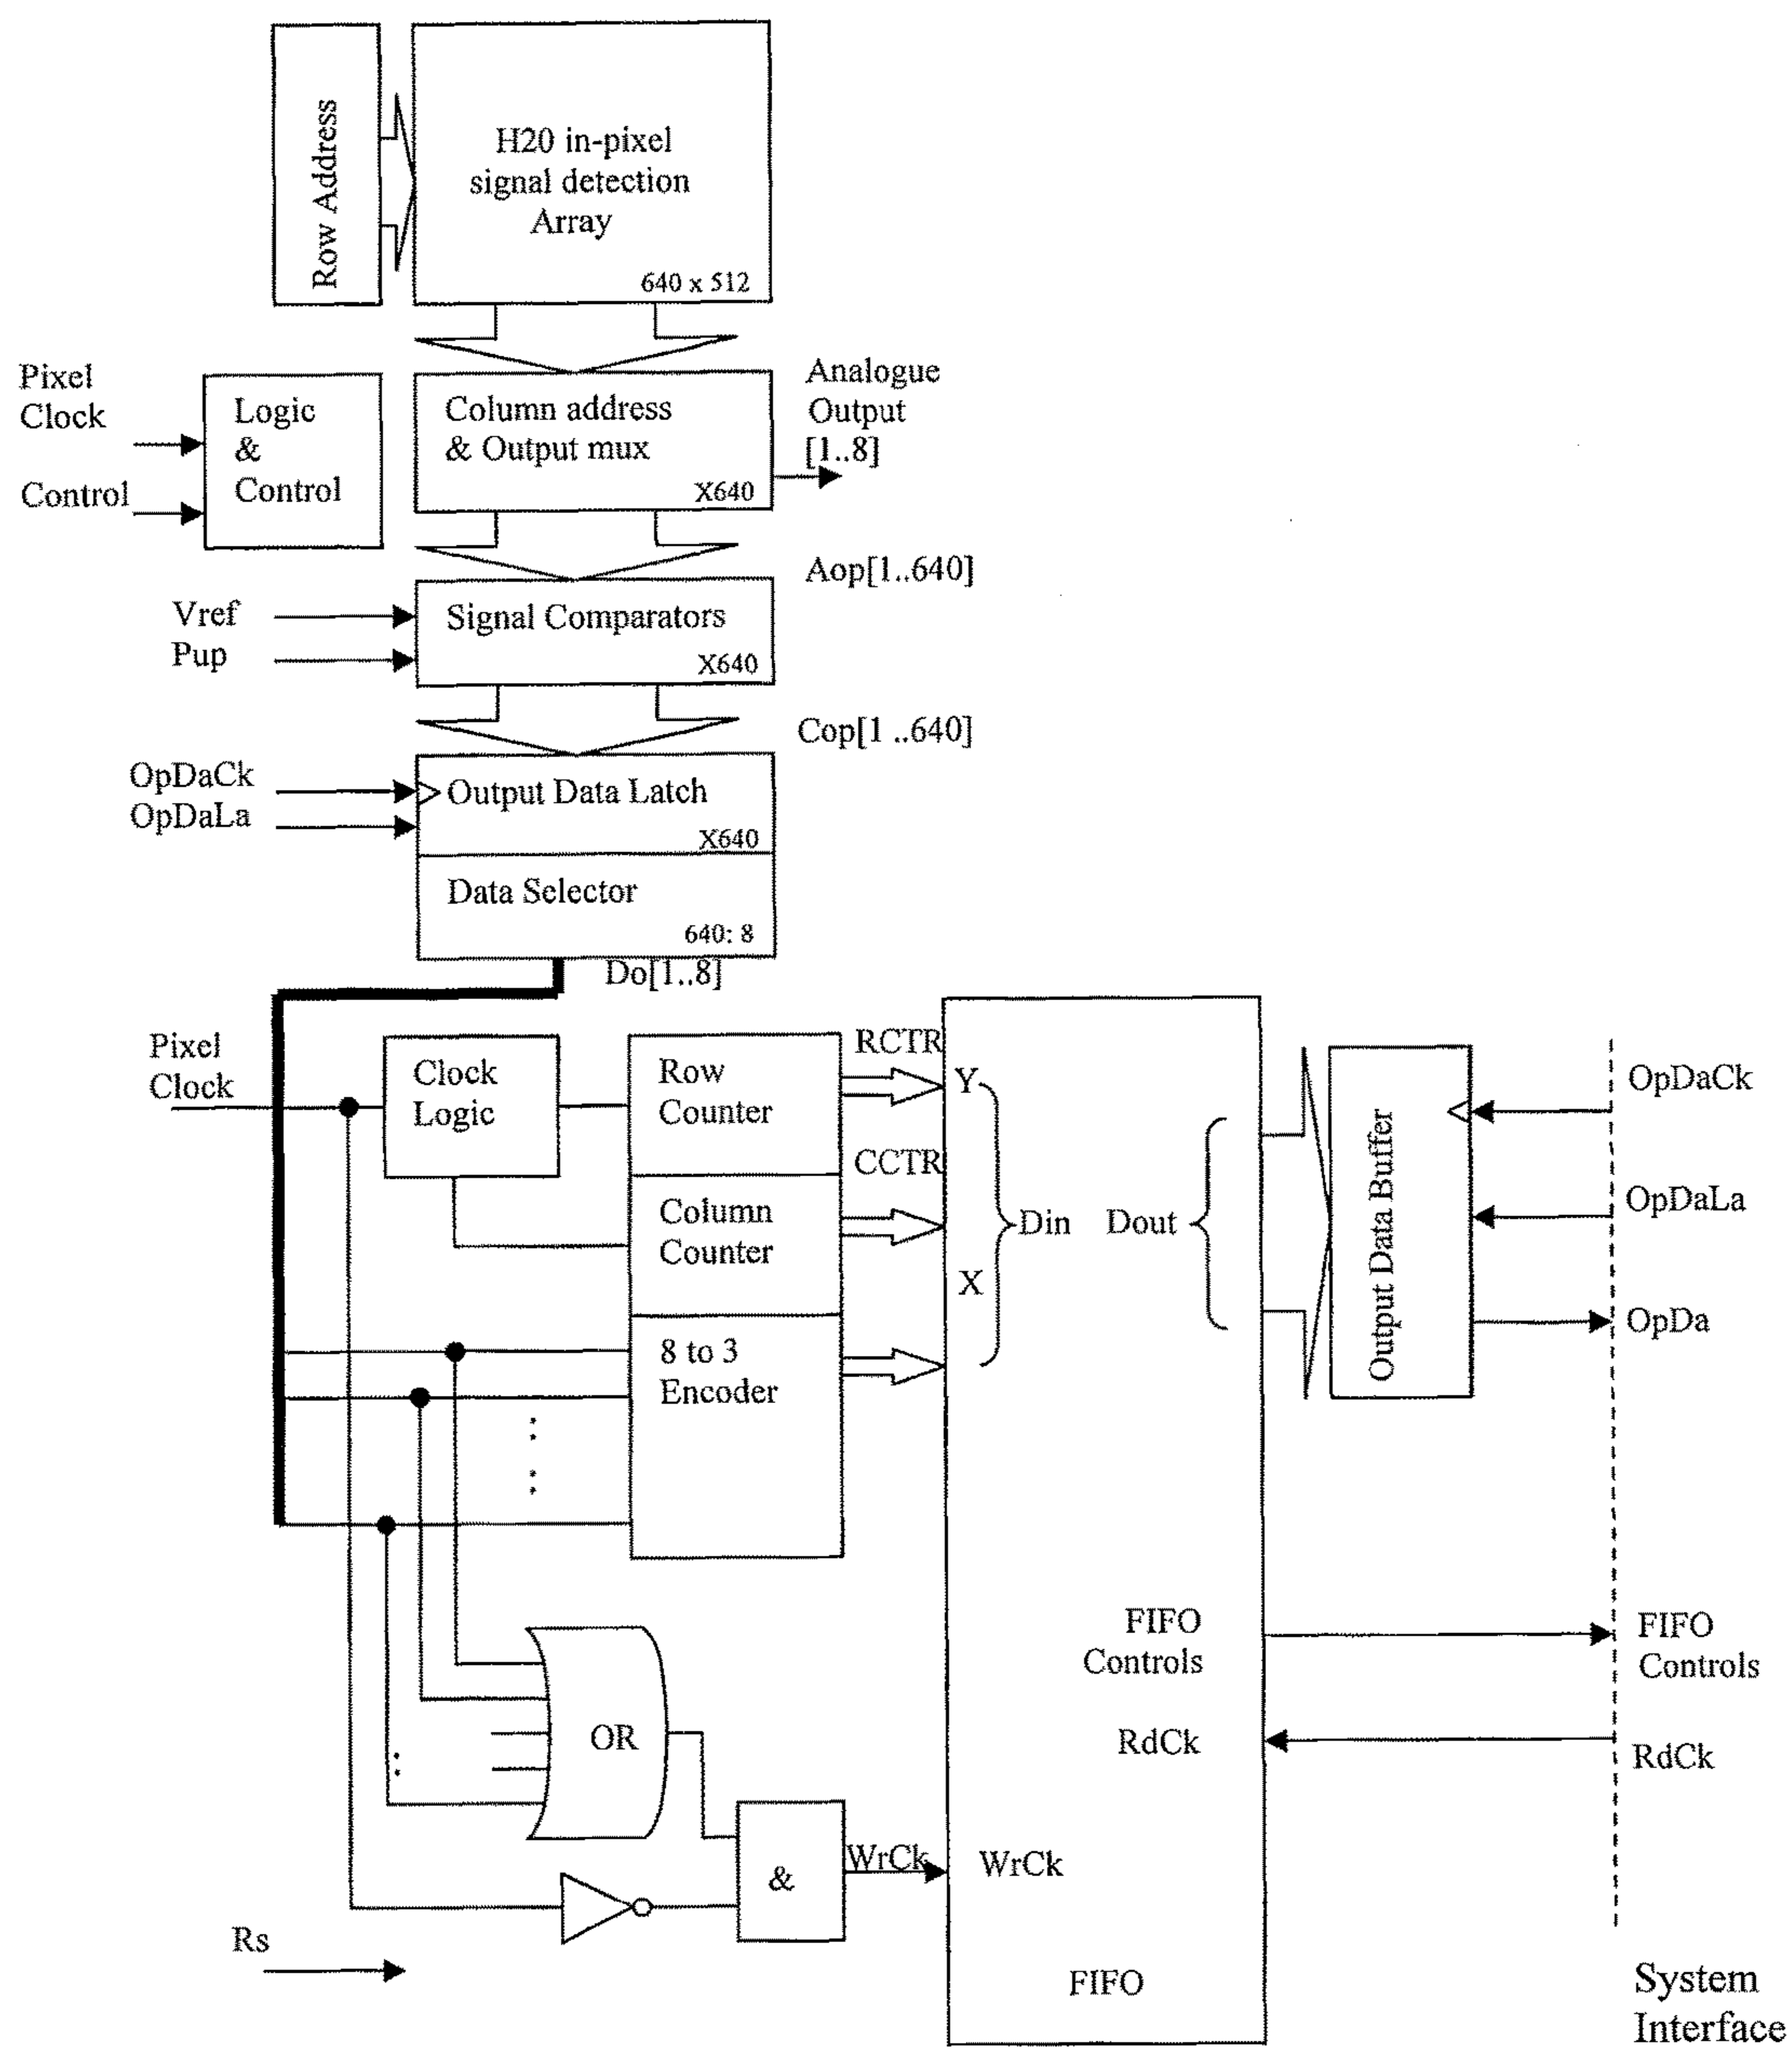 Row Address
H20 in-pixel
signal detection
Array
640 x 512
Pixel
Clock
Control
Logic
&
Control
Column address
& Output mux
X640
Analogue
Output
[1..8]
Aop[1..640]
Vref
Pup
Signal Comparators
X640
Cop[1 ..640]
OpDaCk
OpDaLa
Output Data Latch
X640
Data Selector
640: 8
Do[1..8]
Pixel
Clock
Clock
Logic
Row
Counter
Column
Counter
8 to 3
Encoder
RCTR
CCTR
Y
X
Din
Dout
Output Data Buffer
OpDaCk
OpDaLa
OpDa
FIFO
Controls
FIFO
Controls
RdCk
RdCk
OR
&
WrCk
WrCk
Rs
FIFO
System
Interface